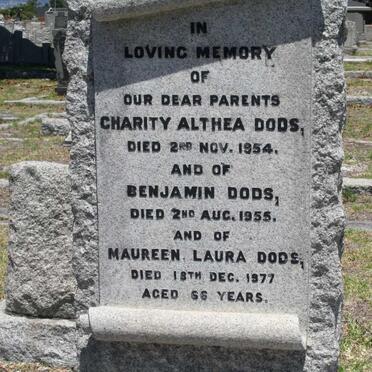 IN
LOVING MEMORY
OF
OUR DEAR PARENTS
CHARITY ALTHEA DODS,
DIED 2ND NOV. 1954.
AND OF
BENJAMIN DODS,
DIED 2ND AUG. 1955.
AND OF
MAUREEN LAURA DODS,
DIED 18TH DEC. 1977
AGED 66 YEARS.